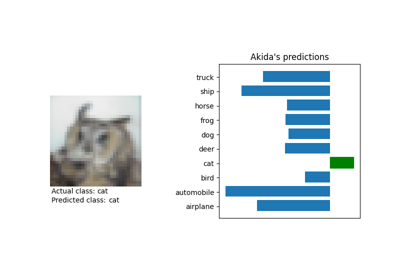 Akida's predictions
truck
ship
horse
frog
dog
deer
cat
bird
automobile
airplane
Actual class: cat
Predicted class: cat